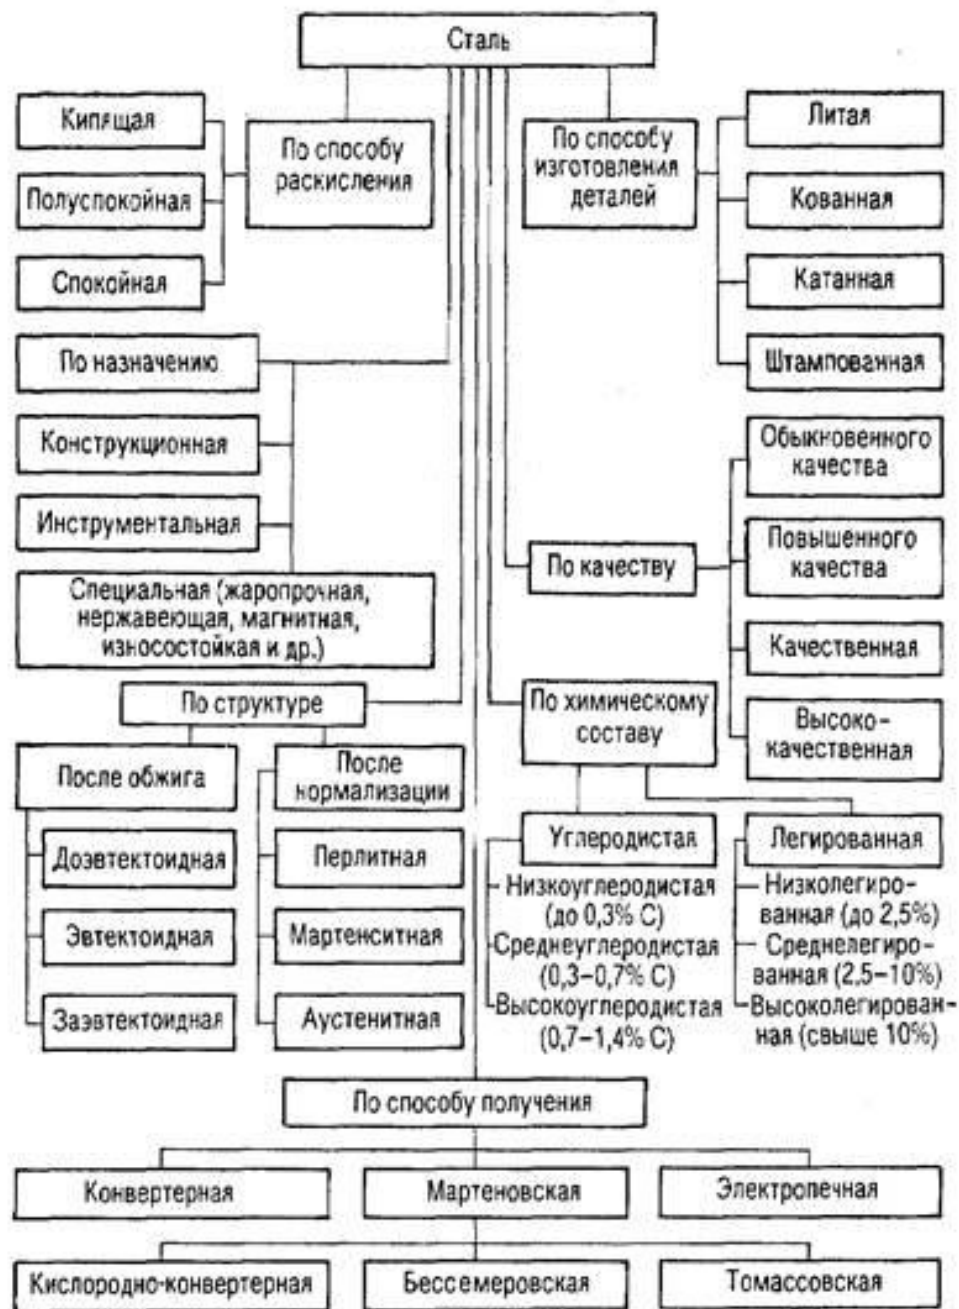 Сталь
Кипящая
Полуспокойная
Спокойная
По способу
раскисления
По способу
изготовления
деталей
Литая
Кованная
Катанная
Штампованная
По назначению
Конструкционная
Инструментальная
Специальная (жаропрочная,
нержавеющая, магнитная,
износостойкая и др.)
По качеству
Обыкновенного
качества
Повышенного
качества
Качественная
Высоко-
качественная
По структуре
После обжига
Доэвтектоидная
Эвтектоидная
Заэвтектоидная
После
нормализации
Перлитная
Мартенситная
Аустенитная
По химическому
составу
Углеродистая
Низкоуглеродистая
(до 0,3% С)
Среднеуглеродистая
(0,3–0,7% С)
Высокоуглеродистая
(0,7–1,4% С)
Легированная
Низколегиро-
ванная (до 2,5%)
Среднелегиро-
ванная (2,5–10%)
Высоколегирован-
ная (свыше 10%)
По способу получения
Конвертерная
Мартеновская
Электропечная
Кислородно-конвертерная
Бессемеровская
Томассовская